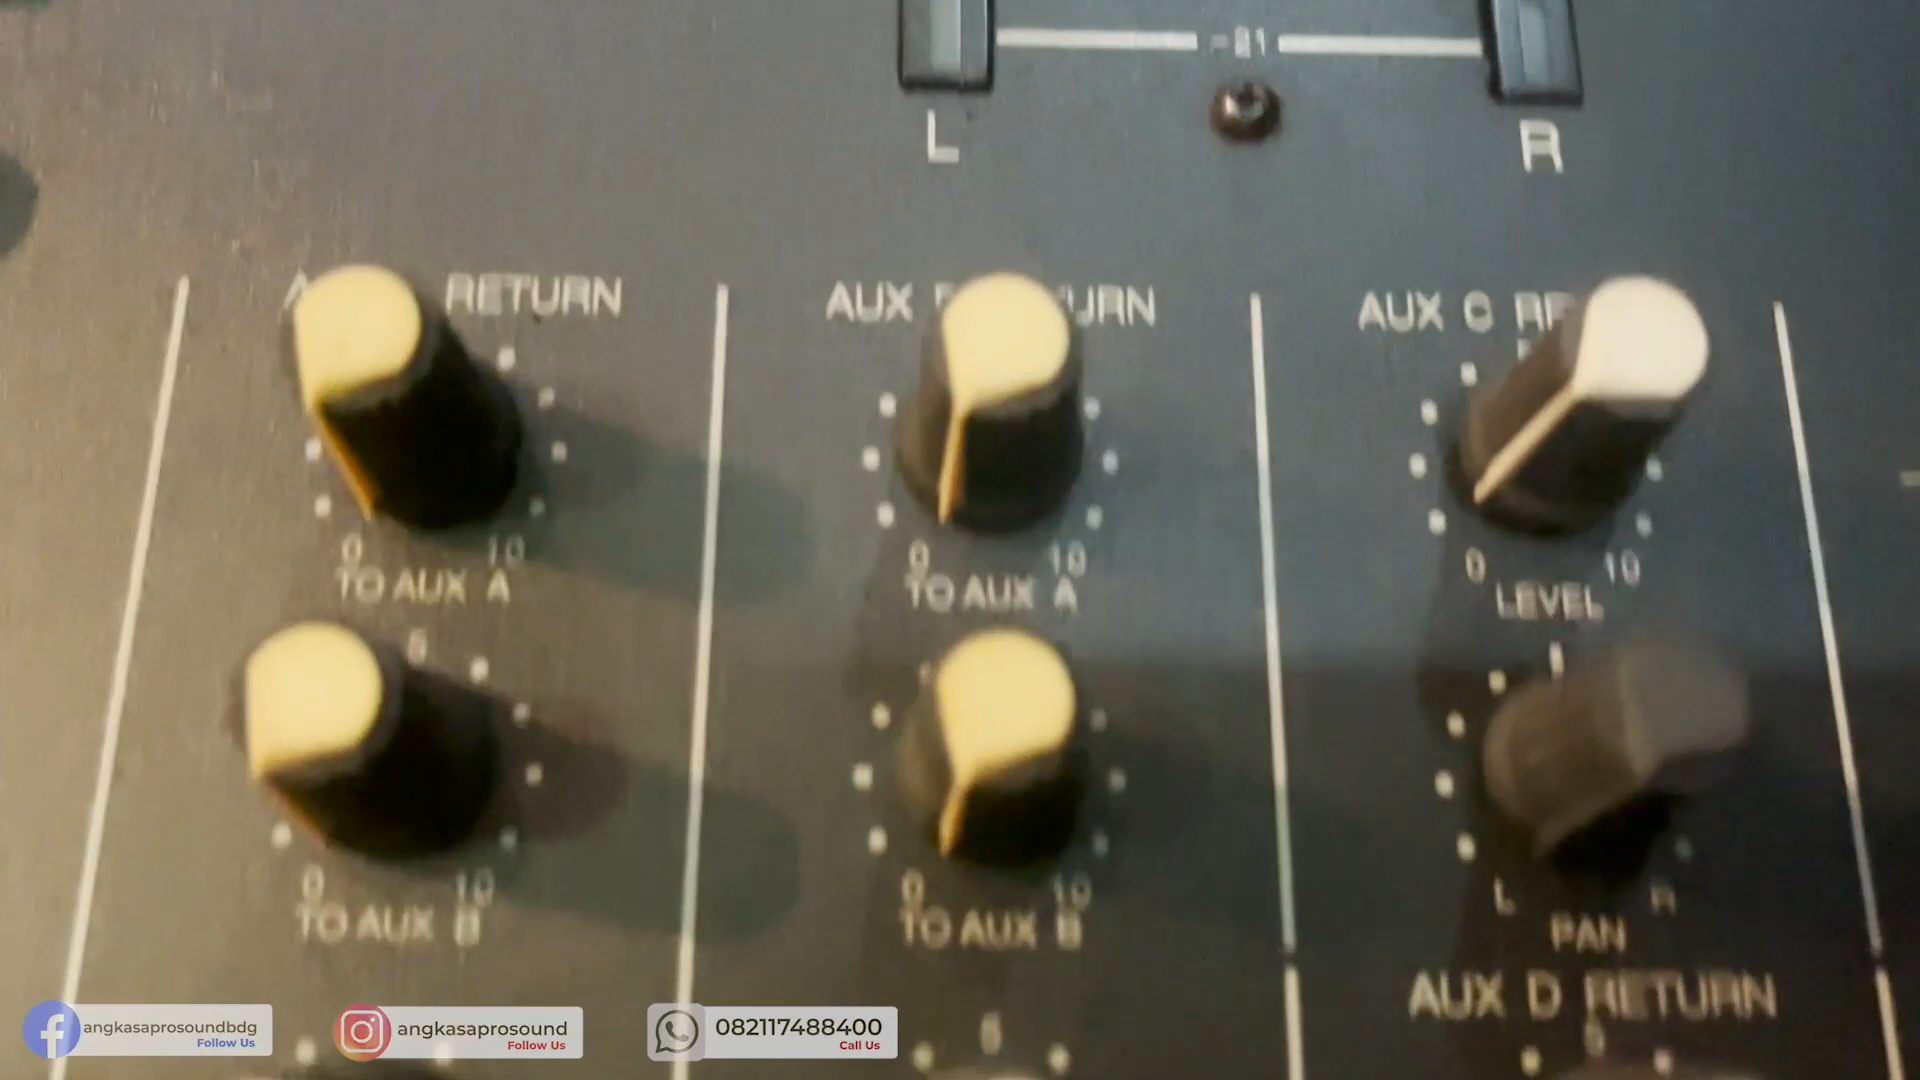 -21
L
R
RETURN
AUX
AUX C
0 10
TO AUX A
0 10
TO AUX A
0 10
LEVEL
5
0 10
TO AUX B
0 10
TO AUX B
L R
PAN
AUX D RETURN
5
angkasaprosoundbdg
Follow Us
angkasaprosound
Follow Us
082117488400
Call Us